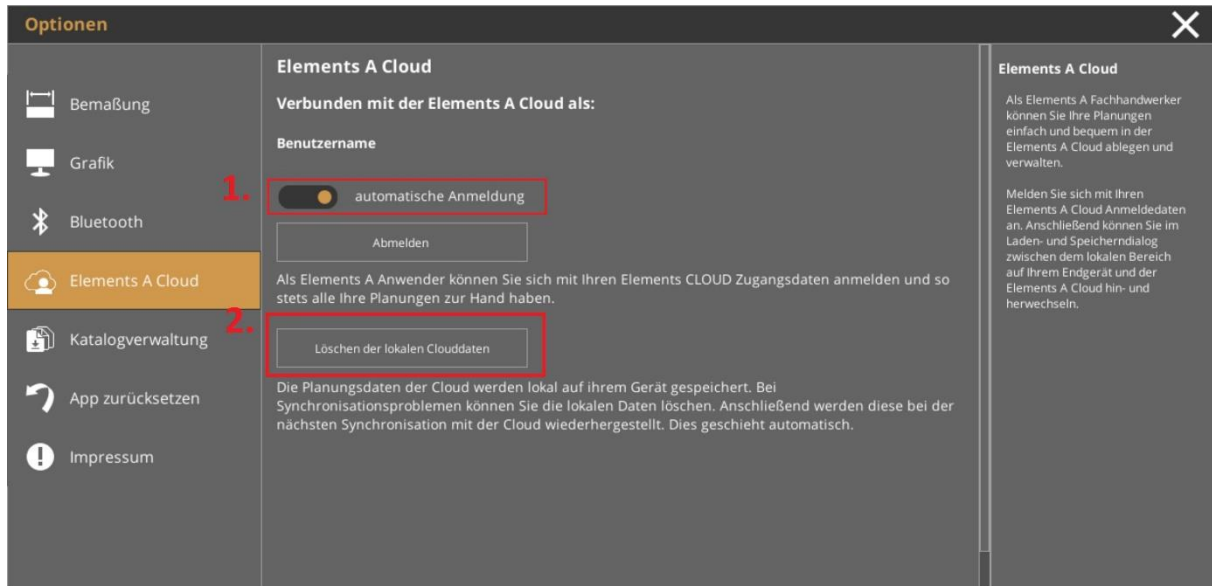 Optionen
Bemaßung
Grafik
Bluetooth
Elements A Cloud
Katalogverwaltung
App zurücksetzen
Impressum
Elements A Cloud
Verbunden mit der Elements A Cloud als:
Benutzername
1.
automatische Anmeldung
Abmelden
Als Elements A Anwender können Sie sich mit Ihren Elements CLOUD Zugangsdaten anmelden und so
stets alle Ihre Planungen zur Hand haben.
2.
Löschen der lokalen Clouddaten
Die Planungsdaten der Cloud werden lokal auf ihrem Gerät gespeichert. Bei
Synchronisationsproblemen können Sie die lokalen Daten löschen. Anschließend werden diese bei der
nächsten Synchronisation mit der Cloud wiederhergestellt. Dies geschieht automatisch.
Elements A Cloud
Als Elements A Fachhandwerker
können Sie Ihre Planungen
einfach und bequem in der
Elements A Cloud ablegen und
verwalten.
Melden Sie sich mit Ihren
Elements A Cloud Anmeldedaten
an. Anschließend können Sie im
Laden- und Speicherndialog
zwischen dem lokalen Bereich
auf Ihrem Endgerät und der
Elements A Cloud hin- und
herwechseln.